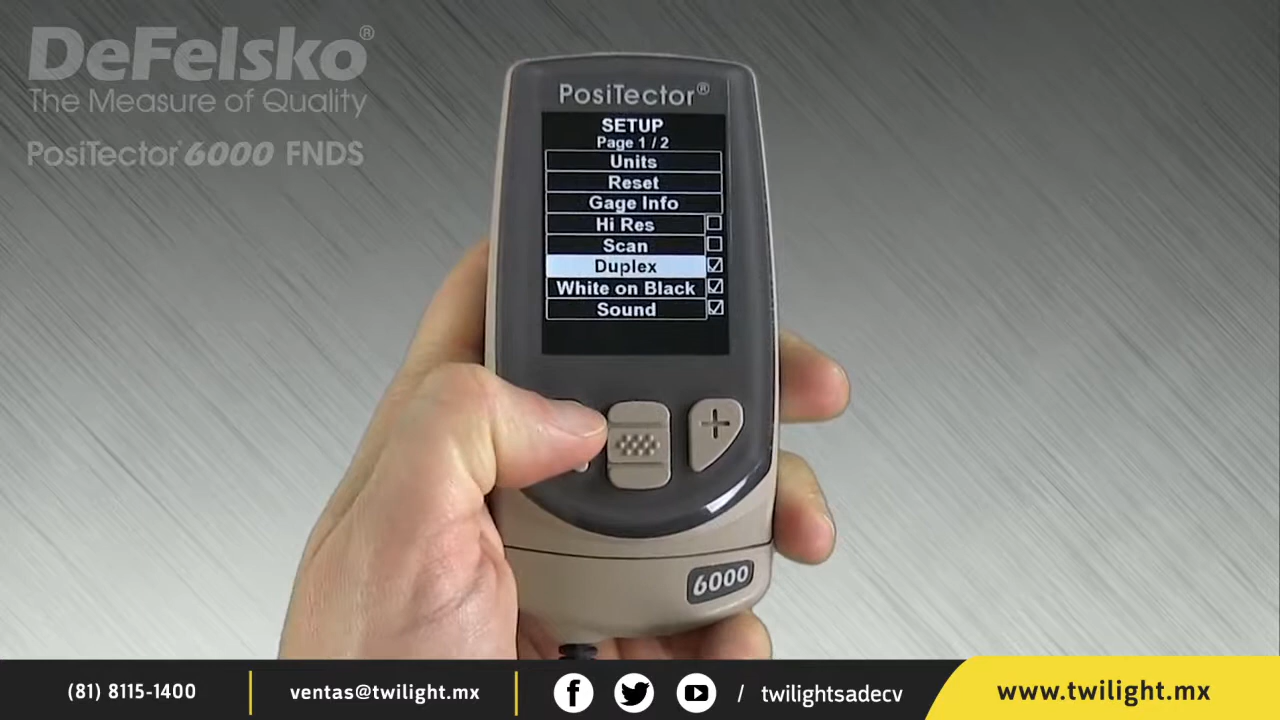 DeFelsko®
The Measure of Quality
PosiTector® 6000 FNDS
PosiTector®
SETUP
Page 1 / 2
Units
Reset
Gage Info
Hi Res
Scan
Duplex
White on Black
Sound
+
6000
(81) 8115-1400
ventas@twilight.mx
/ twilightsadecv
www.twilight.mx